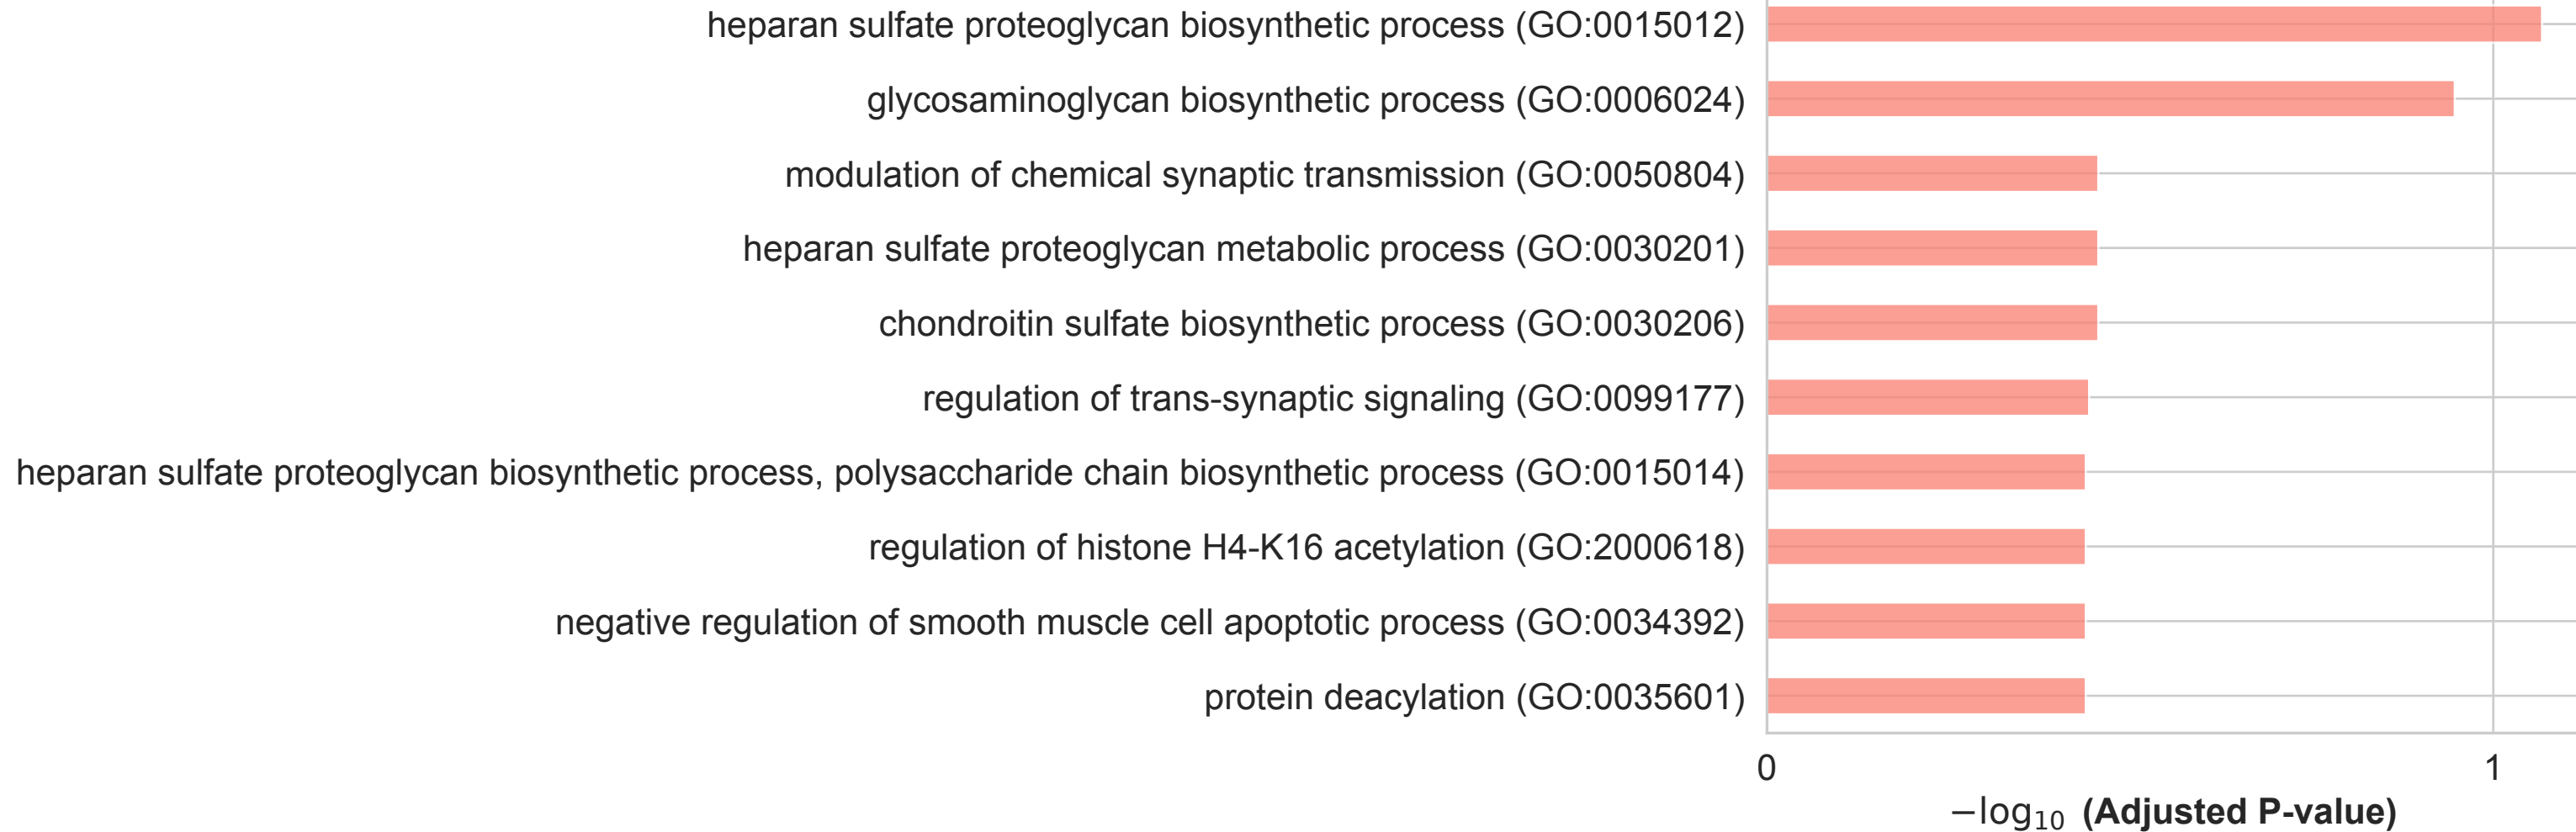 heparan sulfate proteoglycan biosynthetic process (GO:0015012)
glycosaminoglycan biosynthetic process (GO:0006024)
modulation of chemical synaptic transmission (GO:0050804)
heparan sulfate proteoglycan metabolic process (GO:0030201)
chondroitin sulfate biosynthetic process (GO:0030206)
regulation of trans-synaptic signaling (GO:0099177)
heparan sulfate proteoglycan biosynthetic process, polysaccharide chain biosynthetic process (GO:0015014)
regulation of histone H4-K16 acetylation (GO:2000618)
negative regulation of smooth muscle cell apoptotic process (GO:0034392)
protein deacylation (GO:0035601)
0 1
−log₁₀ (Adjusted P-value)